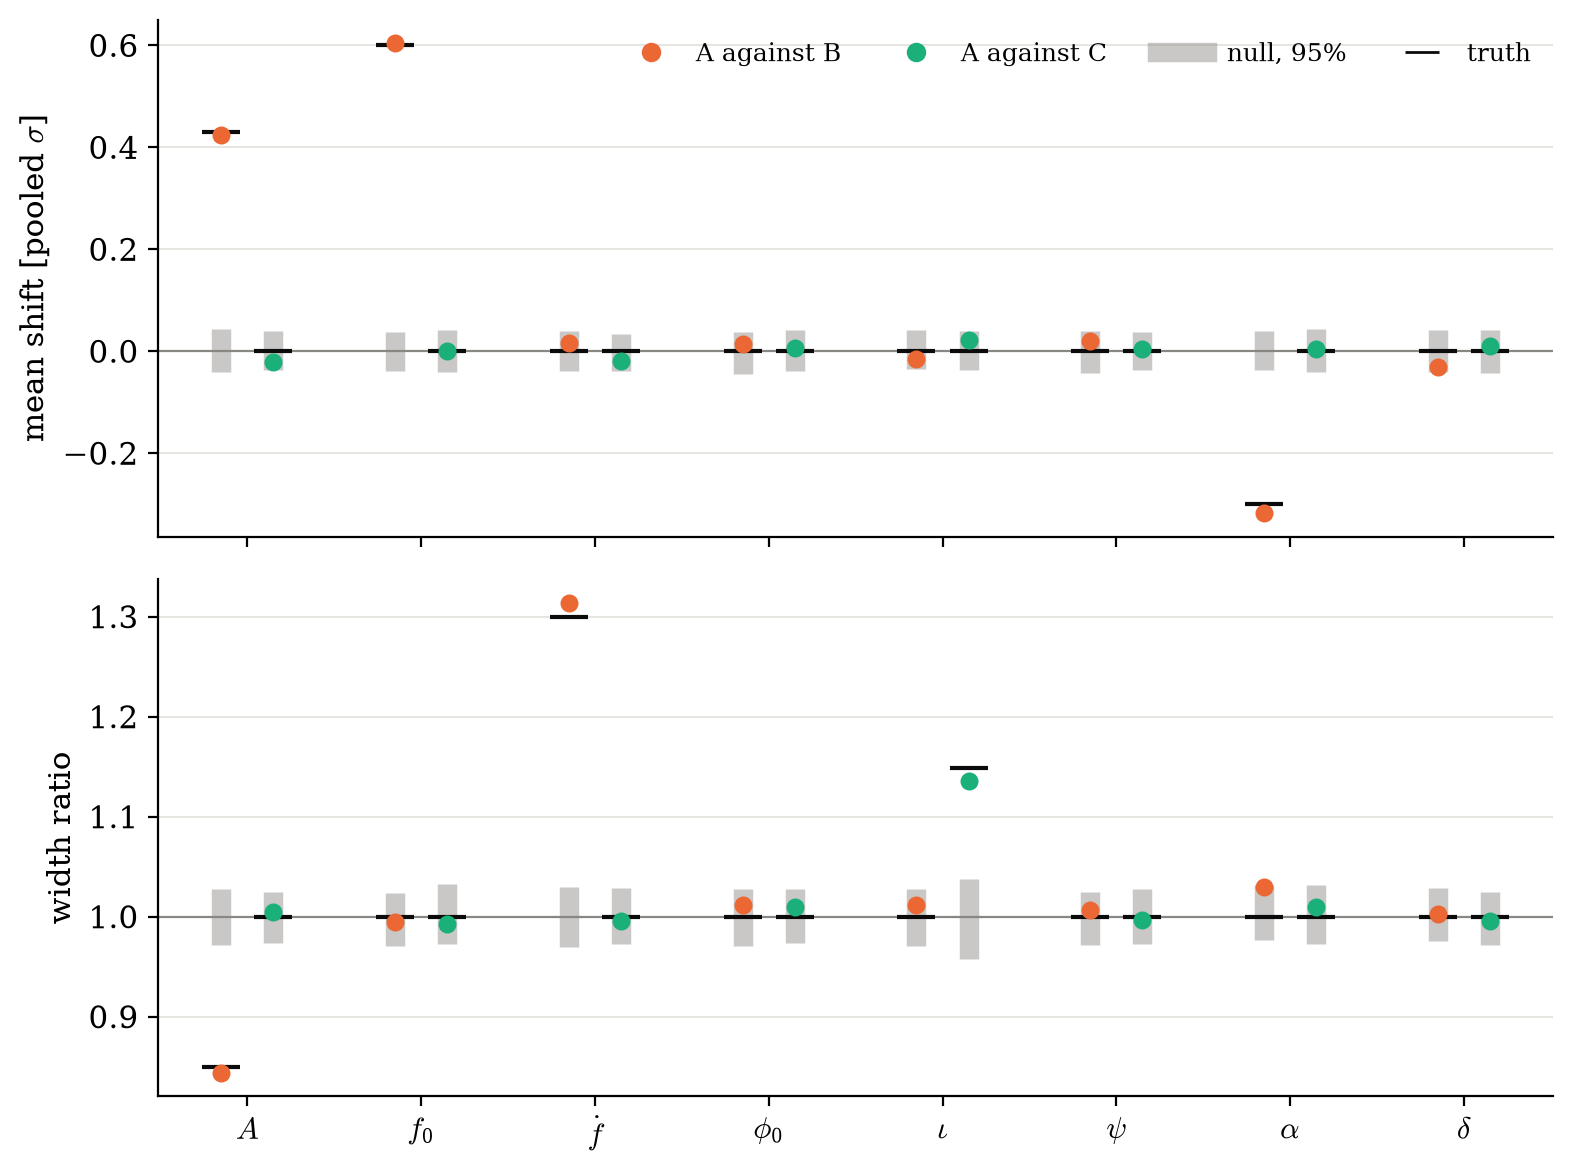 A against B
A against C
null, 95%
truth
mean shift [pooled σ]
0.6
0.4
0.2
0.0
−0.2
width ratio
1.3
1.2
1.1
1.0
0.9
A
f₀
ḟ
ϕ₀
ι
ψ
α
δ